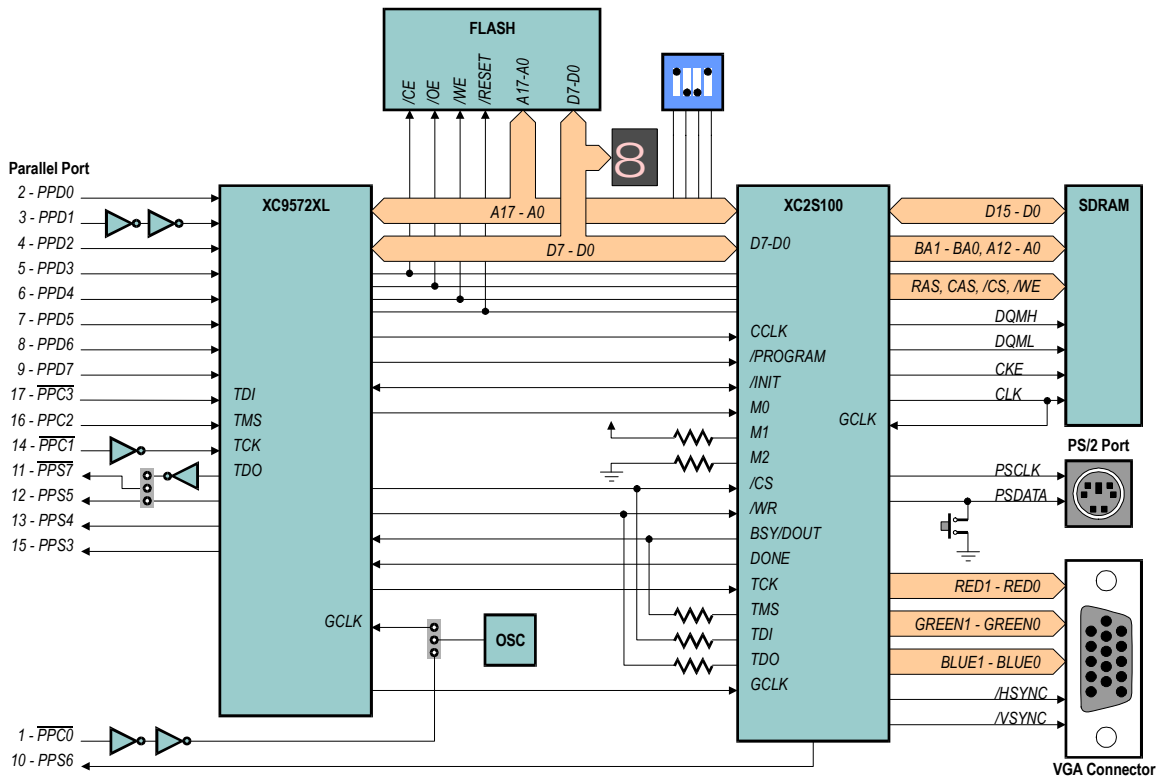 FLASH
/CE
/OE
/WE
/RESET
A17-A0
D7-D0
8
Parallel Port
2 - PPD0
3 - PPD1
4 - PPD2
5 - PPD3
6 - PPD4
7 - PPD5
8 - PPD6
9 - PPD7
17 - PPC3
16 - PPC2
14 - PPC1
11 - PPS7
12 - PPS5
13 - PPS4
15 - PPS3
1 - PPC0
10 - PPS6
XC9572XL
TDI
TMS
TCK
TDO
GCLK
A17 - A0
D7 - D0
OSC
XC2S100
D7-D0
CCLK
/PROGRAM
/INIT
M0
M1
M2
/CS
/WR
BSY/DOUT
DONE
TCK
TMS
TDI
TDO
GCLK
GCLK
SDRAM
D15 - D0
BA1 - BA0, A12 - A0
RAS, CAS, /CS, /WE
DQMH
DQML
CKE
CLK
PS/2 Port
PSCLK
PSDATA
RED1 - RED0
GREEN1 - GREEN0
BLUE1 - BLUE0
/HSYNC
/VSYNC
VGA Connector